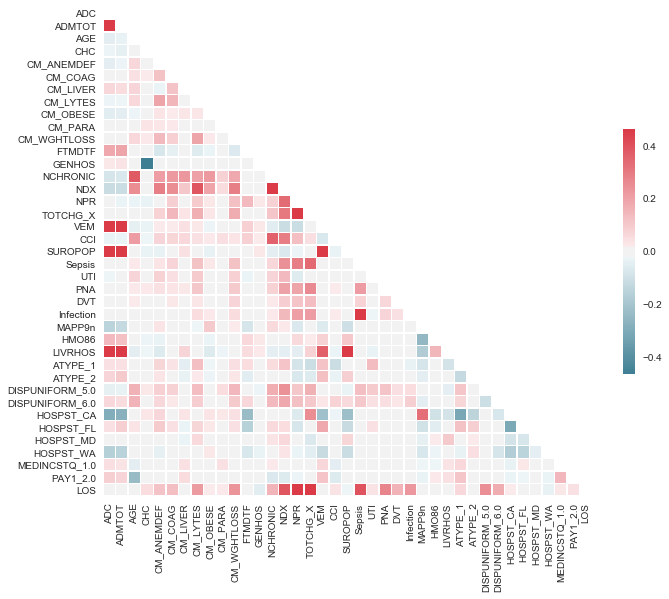 ADC
ADMTOT
AGE
CHC
CM_ANEMDEF
CM_COAG
CM_LIVER
CM_LYTES
CM_OBESE
CM_PARA
CM_WGHTLOSS
FTMDTF
GENHOS
NCHRONIC
NDX
NPR
TOTCHG_X
VEM
CCI
SUROPOP
Sepsis
UTI
PNA
DVT
Infection
MAPP9n
HMO86
LIVRHOS
ATYPE_1
ATYPE_2
DISPUNIFORM_5.0
DISPUNIFORM_6.0
HOSPST_CA
HOSPST_FL
HOSPST_MD
HOSPST_WA
MEDINCSTQ_1.0
PAY1_2.0
LOS
ADC
ADMTOT
AGE
CHC
CM_ANEMDEF
CM_COAG
CM_LIVER
CM_LYTES
CM_OBESE
CM_PARA
CM_WGHTLOSS
FTMDTF
GENHOS
NCHRONIC
NDX
NPR
TOTCHG_X
VEM
CCI
SUROPOP
Sepsis
UTI
PNA
DVT
Infection
MAPP9n
HMO86
LIVRHOS
ATYPE_1
ATYPE_2
DISPUNIFORM_5.0
DISPUNIFORM_6.0
HOSPST_CA
HOSPST_FL
HOSPST_MD
HOSPST_WA
MEDINCSTQ_1.0
PAY1_2.0
LOS
0.4
0.2
0.0
−0.2
−0.4